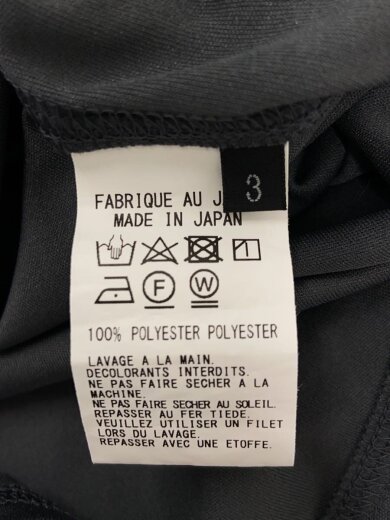 3
FABRIQUE AU J
MADE IN JAPAN
F W
100% POLYESTER POLYESTER
LAVAGE A LA MAIN.
DECOLORANTS INTERDITS.
NE PAS FAIRE SECHER A LA
MACHINE.
NE PAS FAIRE SECHER AU SOLEIL.
REPASSER AU FER TIEDE.
VEUILLEZ UTILISER UN FILET
LORS DU LAVAGE.
REPASSER AVEC UNE ETOFFE.